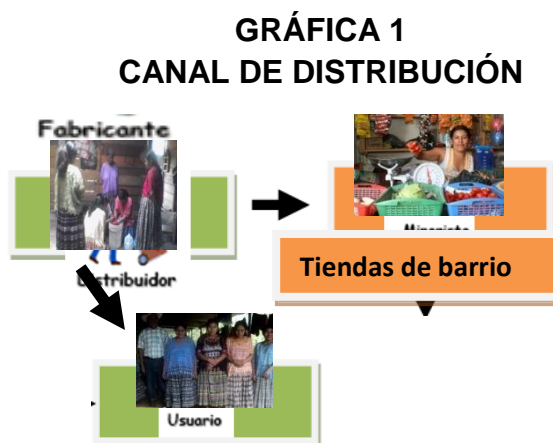 GRÁFICA 1
CANAL DE DISTRIBUCIÓN
Fabricante
Minorista
Tiendas de barrio
Distribuidor
Usuario